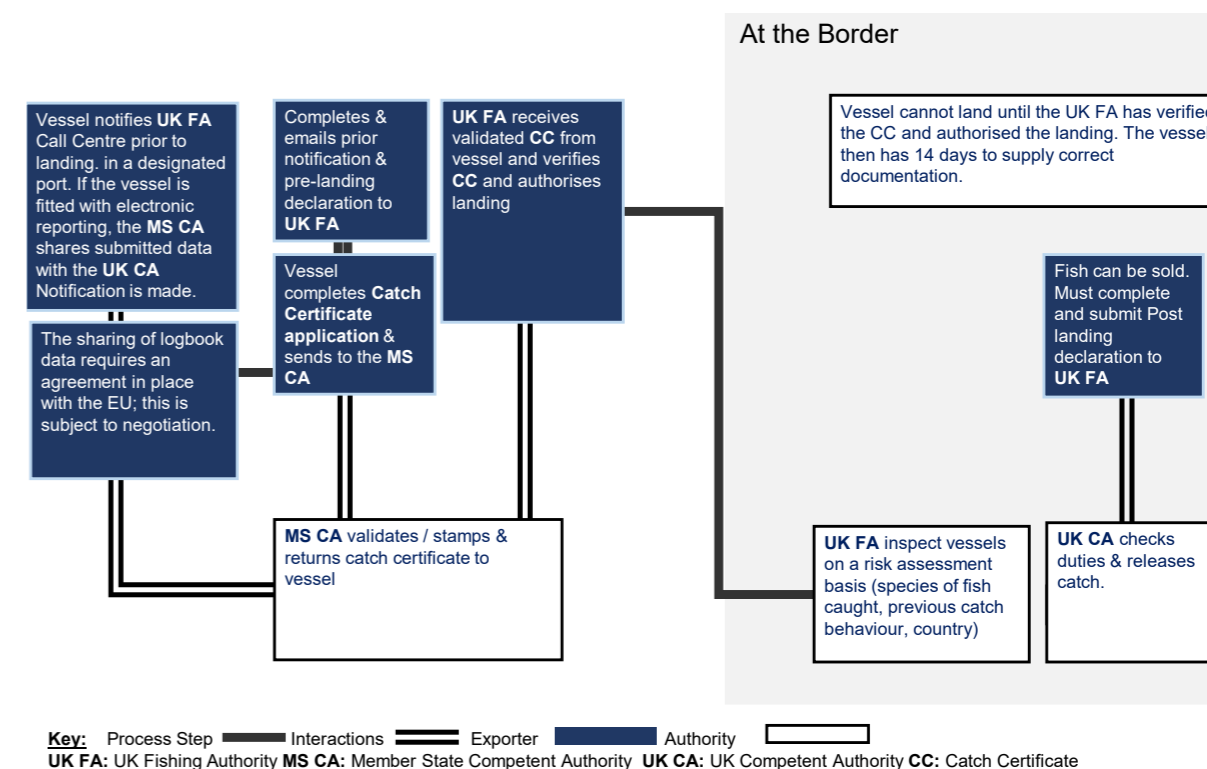 At the Border
Vessel notifies UK FA
Call Centre prior to
landing. in a designated
port. If the vessel is
fitted with electronic
reporting, the MS CA
shares submitted data
with the UK CA
Notification is made.
The sharing of logbook
data requires an
agreement in place
with the EU; this is
subject to negotiation.
Completes &
emails prior
notification &
pre-landing
declaration to
UK FA
Vessel
completes Catch
Certificate
application &
sends to the MS
CA
UK FA receives
validated CC from
vessel and verifies
CC and authorises
landing
MS CA validates / stamps &
returns catch certificate to
vessel
Vessel cannot land until the UK FA has verified
the CC and authorised the landing. The vessel
then has 14 days to supply correct
documentation.
UK FA inspect vessels
on a risk assessment
basis (species of fish
caught, previous catch
behaviour, country)
Fish can be sold.
Must complete
and submit Post
landing
declaration to
UK FA
UK CA checks
duties & releases
catch.
Key: Process Step Interactions Exporter Authority
UK FA: UK Fishing Authority MS CA: Member State Competent Authority UK CA: UK Competent Authority CC: Catch Certificate